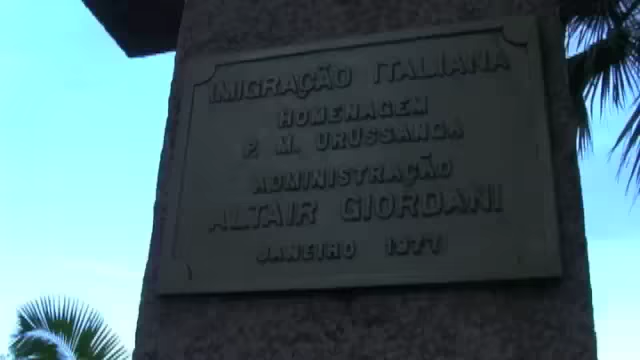 IMIGRAÇÃO ITALIANA
HOMENAGEM
P. M. URUSSANGA
ADMINISTRAÇÃO
ALTAIR GIORDANI
JANEIRO 1977